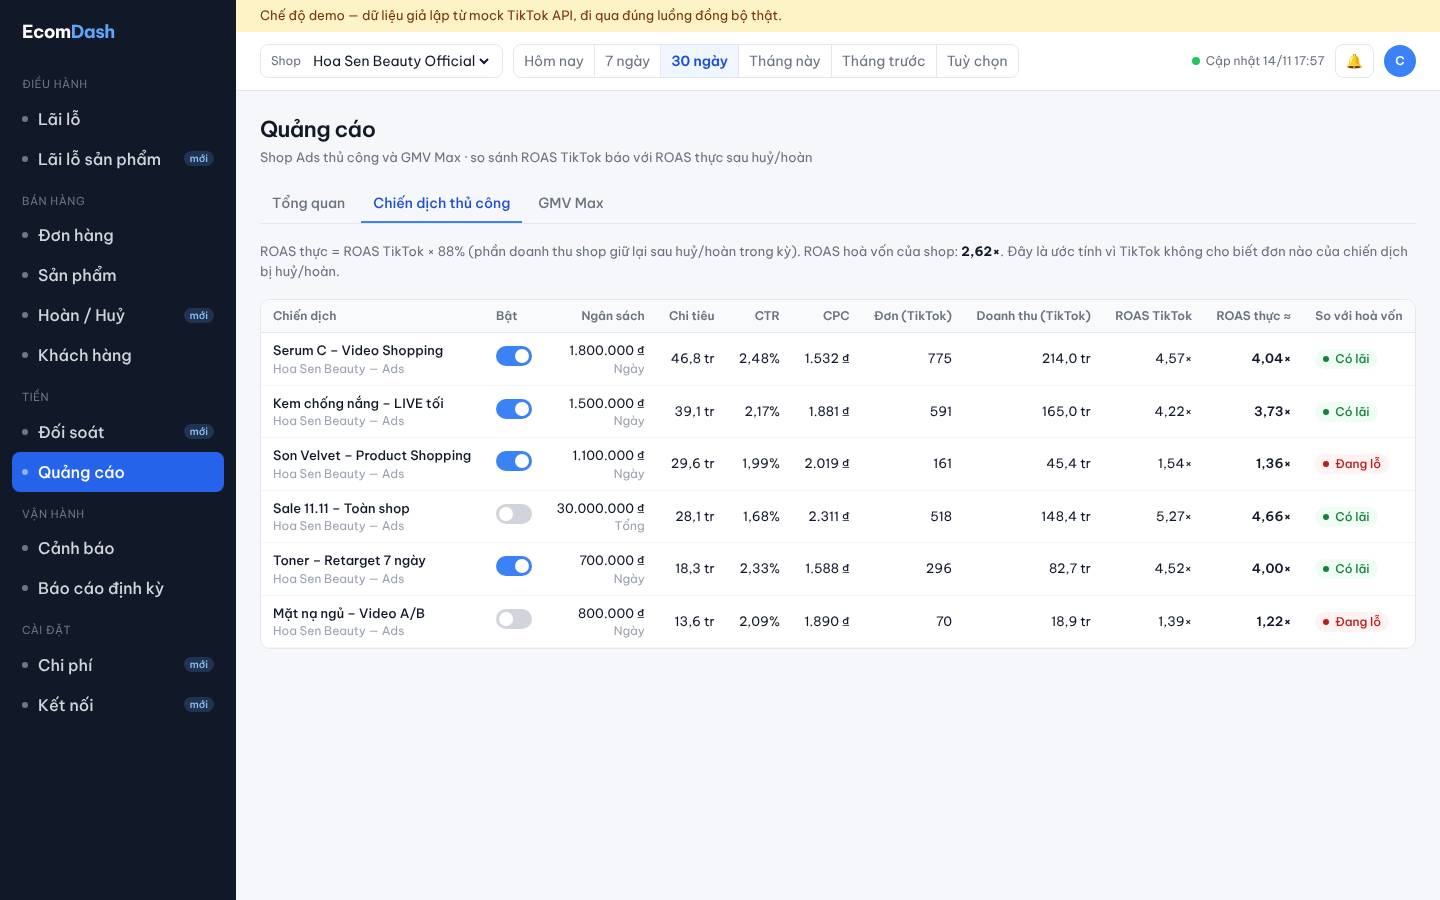 EcomDash
ĐIỀU HÀNH
Lãi lỗ
Lãi lỗ sản phẩm mới
BÁN HÀNG
Đơn hàng
Sản phẩm
Hoàn / Huỷ mới
Khách hàng
TIỀN
Đối soát mới
Quảng cáo
VẬN HÀNH
Cảnh báo
Báo cáo định kỳ
CÀI ĐẶT
Chi phí mới
Kết nối mới
Chế độ demo — dữ liệu giả lập từ mock TikTok API, đi qua đúng luồng đồng bộ thật.
Shop Hoa Sen Beauty Official Hôm nay 7 ngày 30 ngày Tháng này Tháng trước Tuỳ chọn Cập nhật 14/11 17:57 C
Quảng cáo
Shop Ads thủ công và GMV Max · so sánh ROAS TikTok báo với ROAS thực sau huỷ/hoàn
Tổng quan Chiến dịch thủ công GMV Max
ROAS thực = ROAS TikTok × 88% (phần doanh thu shop giữ lại sau huỷ/hoàn trong kỳ). ROAS hoà vốn của shop: 2,62×. Đây là ước tính vì TikTok không cho biết đơn nào của chiến dịch
bị huỷ/hoàn.
Chiến dịch Bật Ngân sách Chi tiêu CTR CPC Đơn (TikTok) Doanh thu (TikTok) ROAS TikTok ROAS thực ≈ So với hoà vốn
Serum C – Video Shopping 1.800.000 ₫ 46,8 tr 2,48% 1.532 ₫ 775 214,0 tr 4,57× 4,04× Có lãi
Hoa Sen Beauty — Ads Ngày
Kem chống nắng – LIVE tối 1.500.000 ₫ 39,1 tr 2,17% 1.881 ₫ 591 165,0 tr 4,22× 3,73× Có lãi
Hoa Sen Beauty — Ads Ngày
Son Velvet – Product Shopping 1.100.000 ₫ 29,6 tr 1,99% 2.019 ₫ 161 45,4 tr 1,54× 1,36× Đang lỗ
Hoa Sen Beauty — Ads Ngày
Sale 11.11 – Toàn shop 30.000.000 ₫ 28,1 tr 1,68% 2.311 ₫ 518 148,4 tr 5,27× 4,66× Có lãi
Hoa Sen Beauty — Ads Tổng
Toner – Retarget 7 ngày 700.000 ₫ 18,3 tr 2,33% 1.588 ₫ 296 82,7 tr 4,52× 4,00× Có lãi
Hoa Sen Beauty — Ads Ngày
Mặt nạ ngủ – Video A/B 800.000 ₫ 13,6 tr 2,09% 1.890 ₫ 70 18,9 tr 1,39× 1,22× Đang lỗ
Hoa Sen Beauty — Ads Ngày